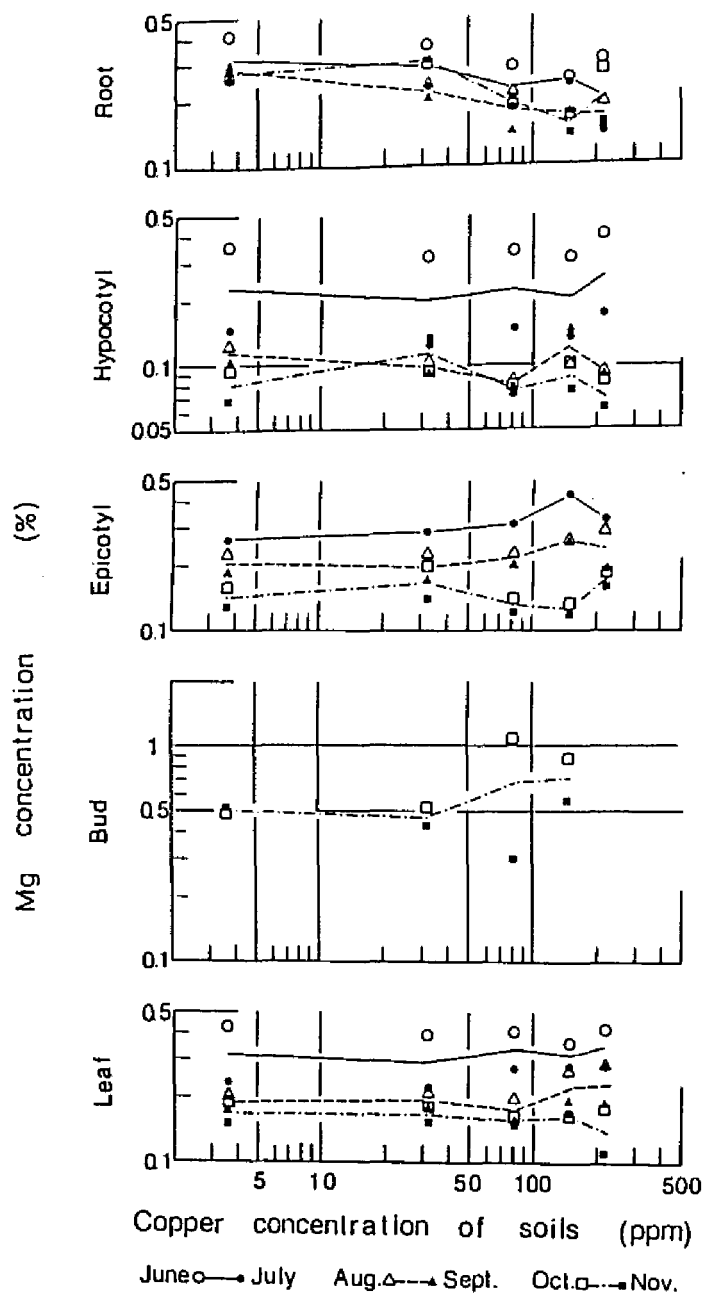 Mg concentration (%)
Root
0.5
0.1
Hypocotyl
0.5
0.1
0.05
Epicotyl
0.5
0.1
Bud
1
0.5
0.1
Leaf
0.5
0.1
5 10 50 100 500
Copper concentration of soils (ppm)
June July Aug. Sept. Oct. Nov.